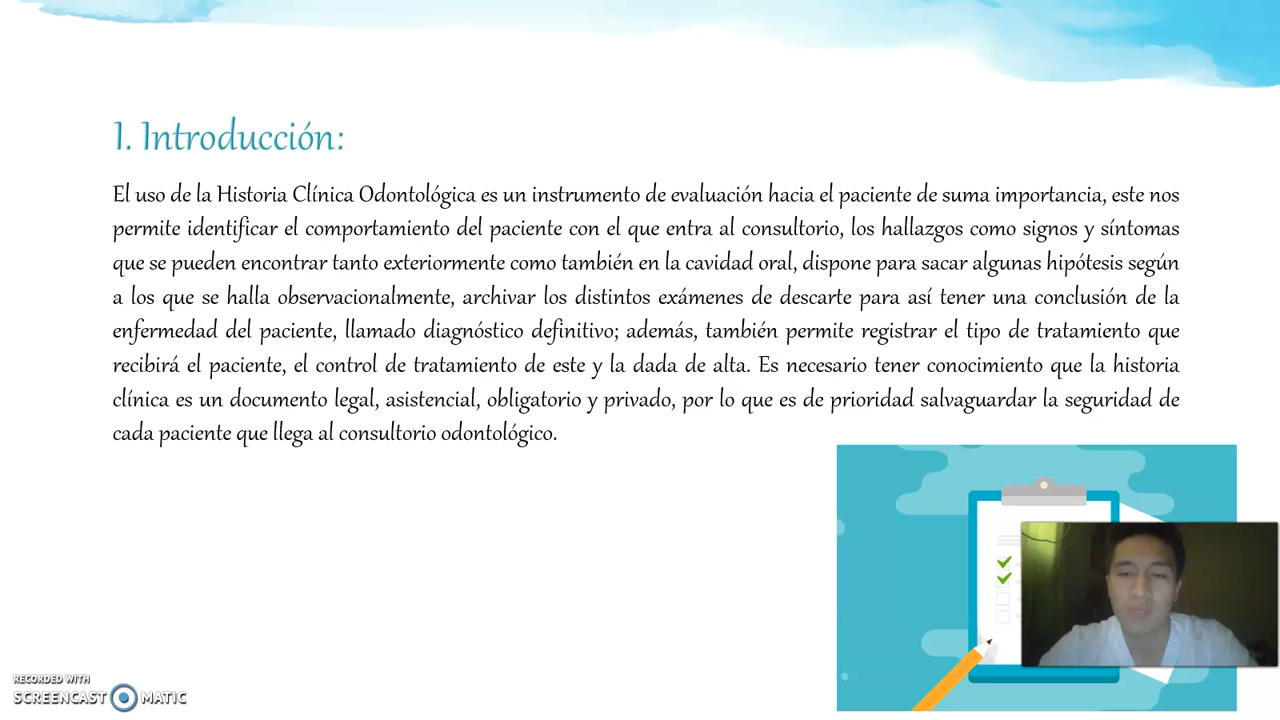 I. Introducción:
El uso de la Historia Clínica Odontológica es un instrumento de evaluación hacia el paciente de suma importancia, este nos
permite identificar el comportamiento del paciente con el que entra al consultorio, los hallazgos como signos y síntomas
que se pueden encontrar tanto exteriormente como también en la cavidad oral, dispone para sacar algunas hipótesis según
a los que se halla observacionalmente, archivar los distintos exámenes de descarte para así tener una conclusión de la
enfermedad del paciente, llamado diagnóstico definitivo; además, también permite registrar el tipo de tratamiento que
recibirá el paciente, el control de tratamiento de este y la dada de alta. Es necesario tener conocimiento que la historia
clínica es un documento legal, asistencial, obligatorio y privado, por lo que es de prioridad salvaguardar la seguridad de
cada paciente que llega al consultorio odontológico.
RECORDED WITH
SCREENCAST MATIC